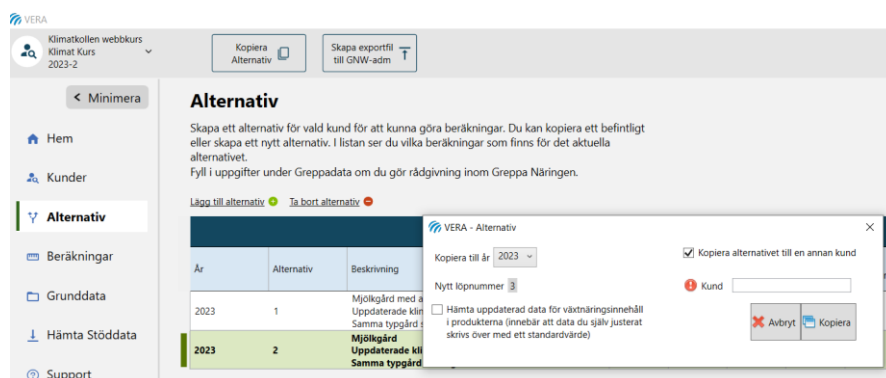 VERA
Klimatkollen webbkurs
Klimat Kurs
2023-2
Kopiera
Alternativ
Skapa exportfil
till GNW-adm
Minimera
Hem
Kunder
Alternativ
Beräkningar
Grunddata
Hämta Stöddata
Support
Alternativ
Skapa ett alternativ för vald kund för att kunna göra beräkningar. Du kan kopiera ett befintligt
eller skapa ett nytt alternativ. I listan ser du vilka beräkningar som finns för det aktuella
alternativet.
Fyll i uppgifter under Greppadata om du gör rådgivning inom Greppa Näringen.
Lägg till alternativ Ta bort alternativ
År Alternativ Beskrivning
2023 1 Mjölkgård med a
Uppdaterade klin
Samma typgård s
2023 2 Mjölkgård
Uppdaterade kli
Samma typgård
VERA - Alternativ
Kopiera till år 2023
Kopiera alternativet till en annan kund
Nytt löpnummer 3
Kund
Hämta uppdaterad data för växtnäringsinnehåll
i produkterna (innebär att data du själv justerat
skrivs över med ett standardvärde)
Avbryt Kopiera